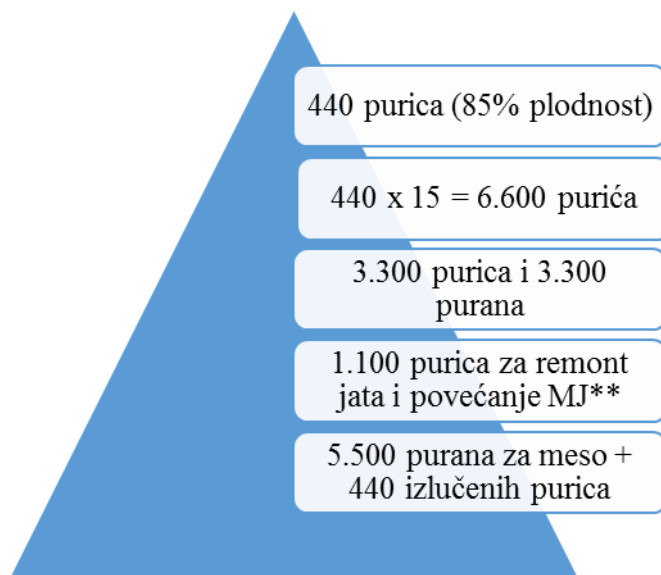 440 purica (85% plodnost)
440 x 15 = 6.600 purića
3.300 purica i 3.300
purana
1.100 purica za remont
jata i povećanje MJ**
5.500 purana za meso +
440 izlučenih purica